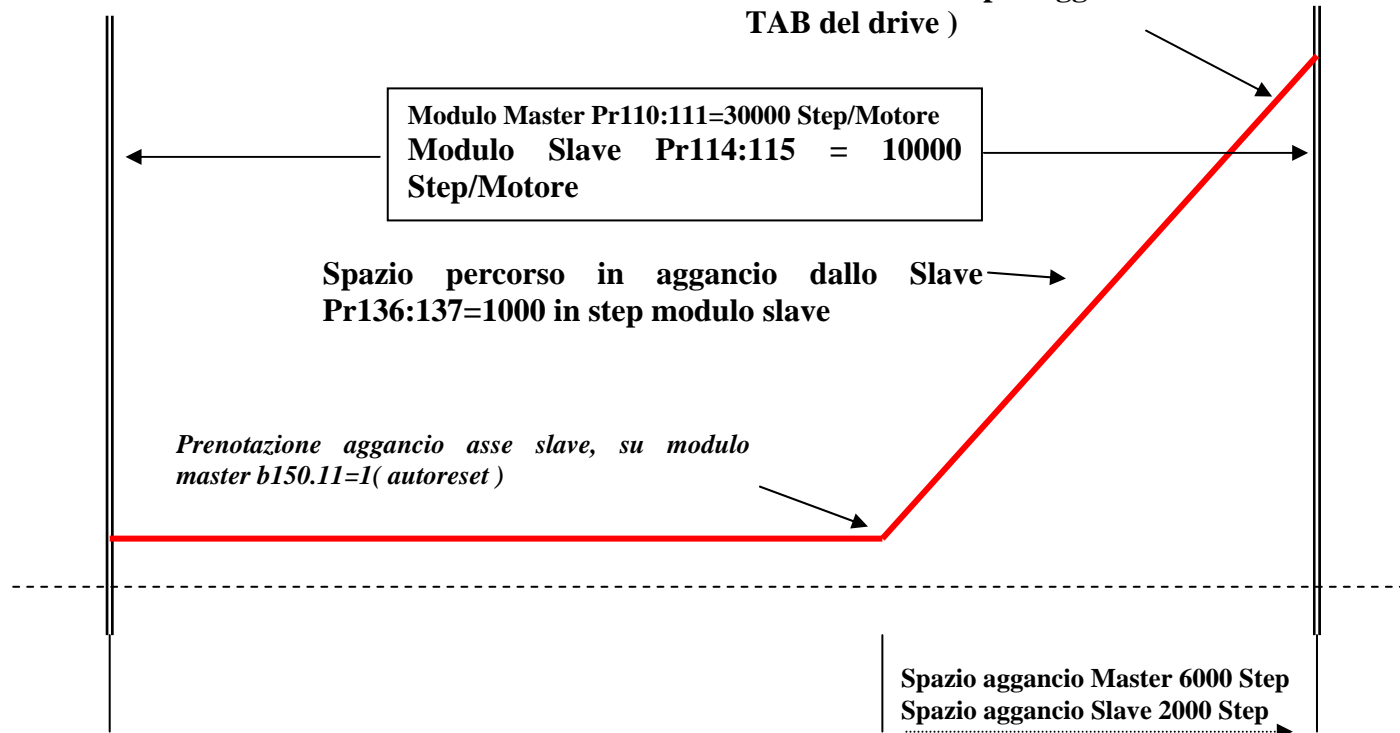 TAB del drive )
Modulo Master Pr110:111=30000 Step/Motore
Modulo Slave Pr114:115 = 10000
Step/Motore
Spazio percorso in aggancio dallo Slave
Pr136:137=1000 in step modulo slave
Prenotazione aggancio asse slave, su modulo
master b150.11=1( autoreset )
Spazio aggancio Master 6000 Step
Spazio aggancio Slave 2000 Step